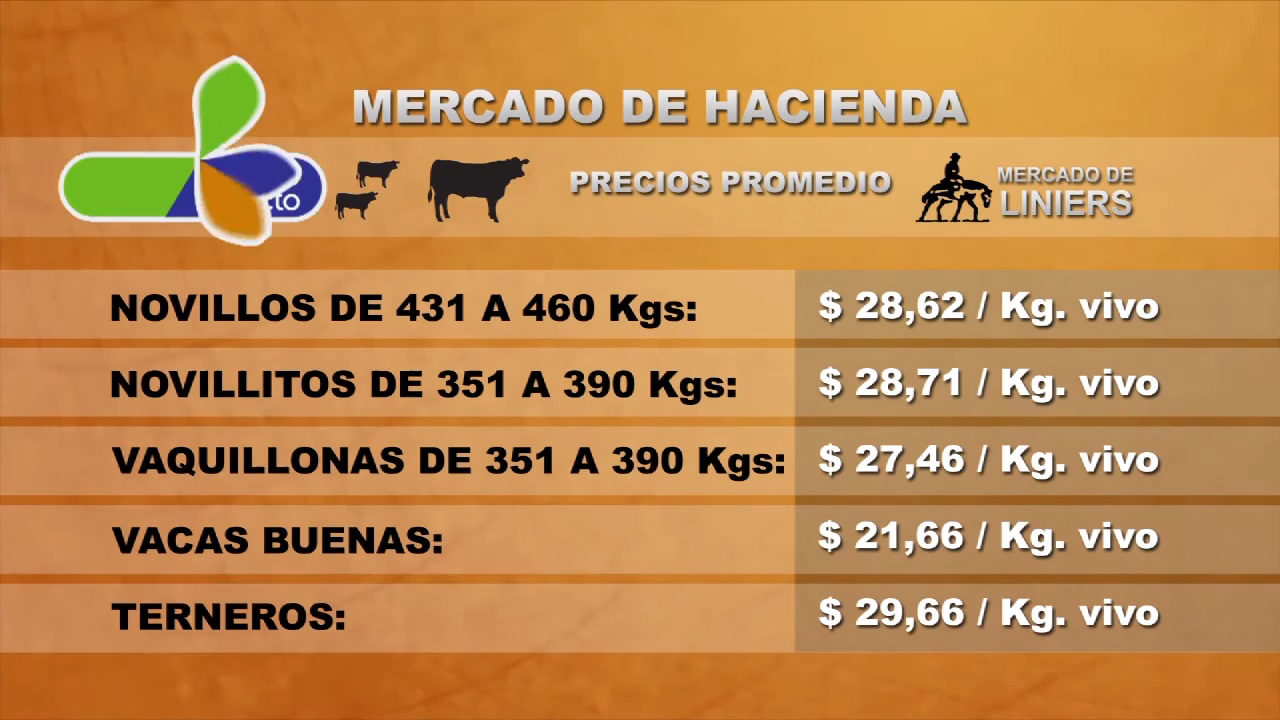 MERCADO DE HACIENDA
PRECIOS PROMEDIO
MERCADO DE
LINIERS
NOVILLOS DE 431 A 460 Kgs: $ 28,62 / Kg. vivo
NOVILLITOS DE 351 A 390 Kgs: $ 28,71 / Kg. vivo
VAQUILLONAS DE 351 A 390 Kgs: $ 27,46 / Kg. vivo
VACAS BUENAS: $ 21,66 / Kg. vivo
TERNEROS: $ 29,66 / Kg. vivo